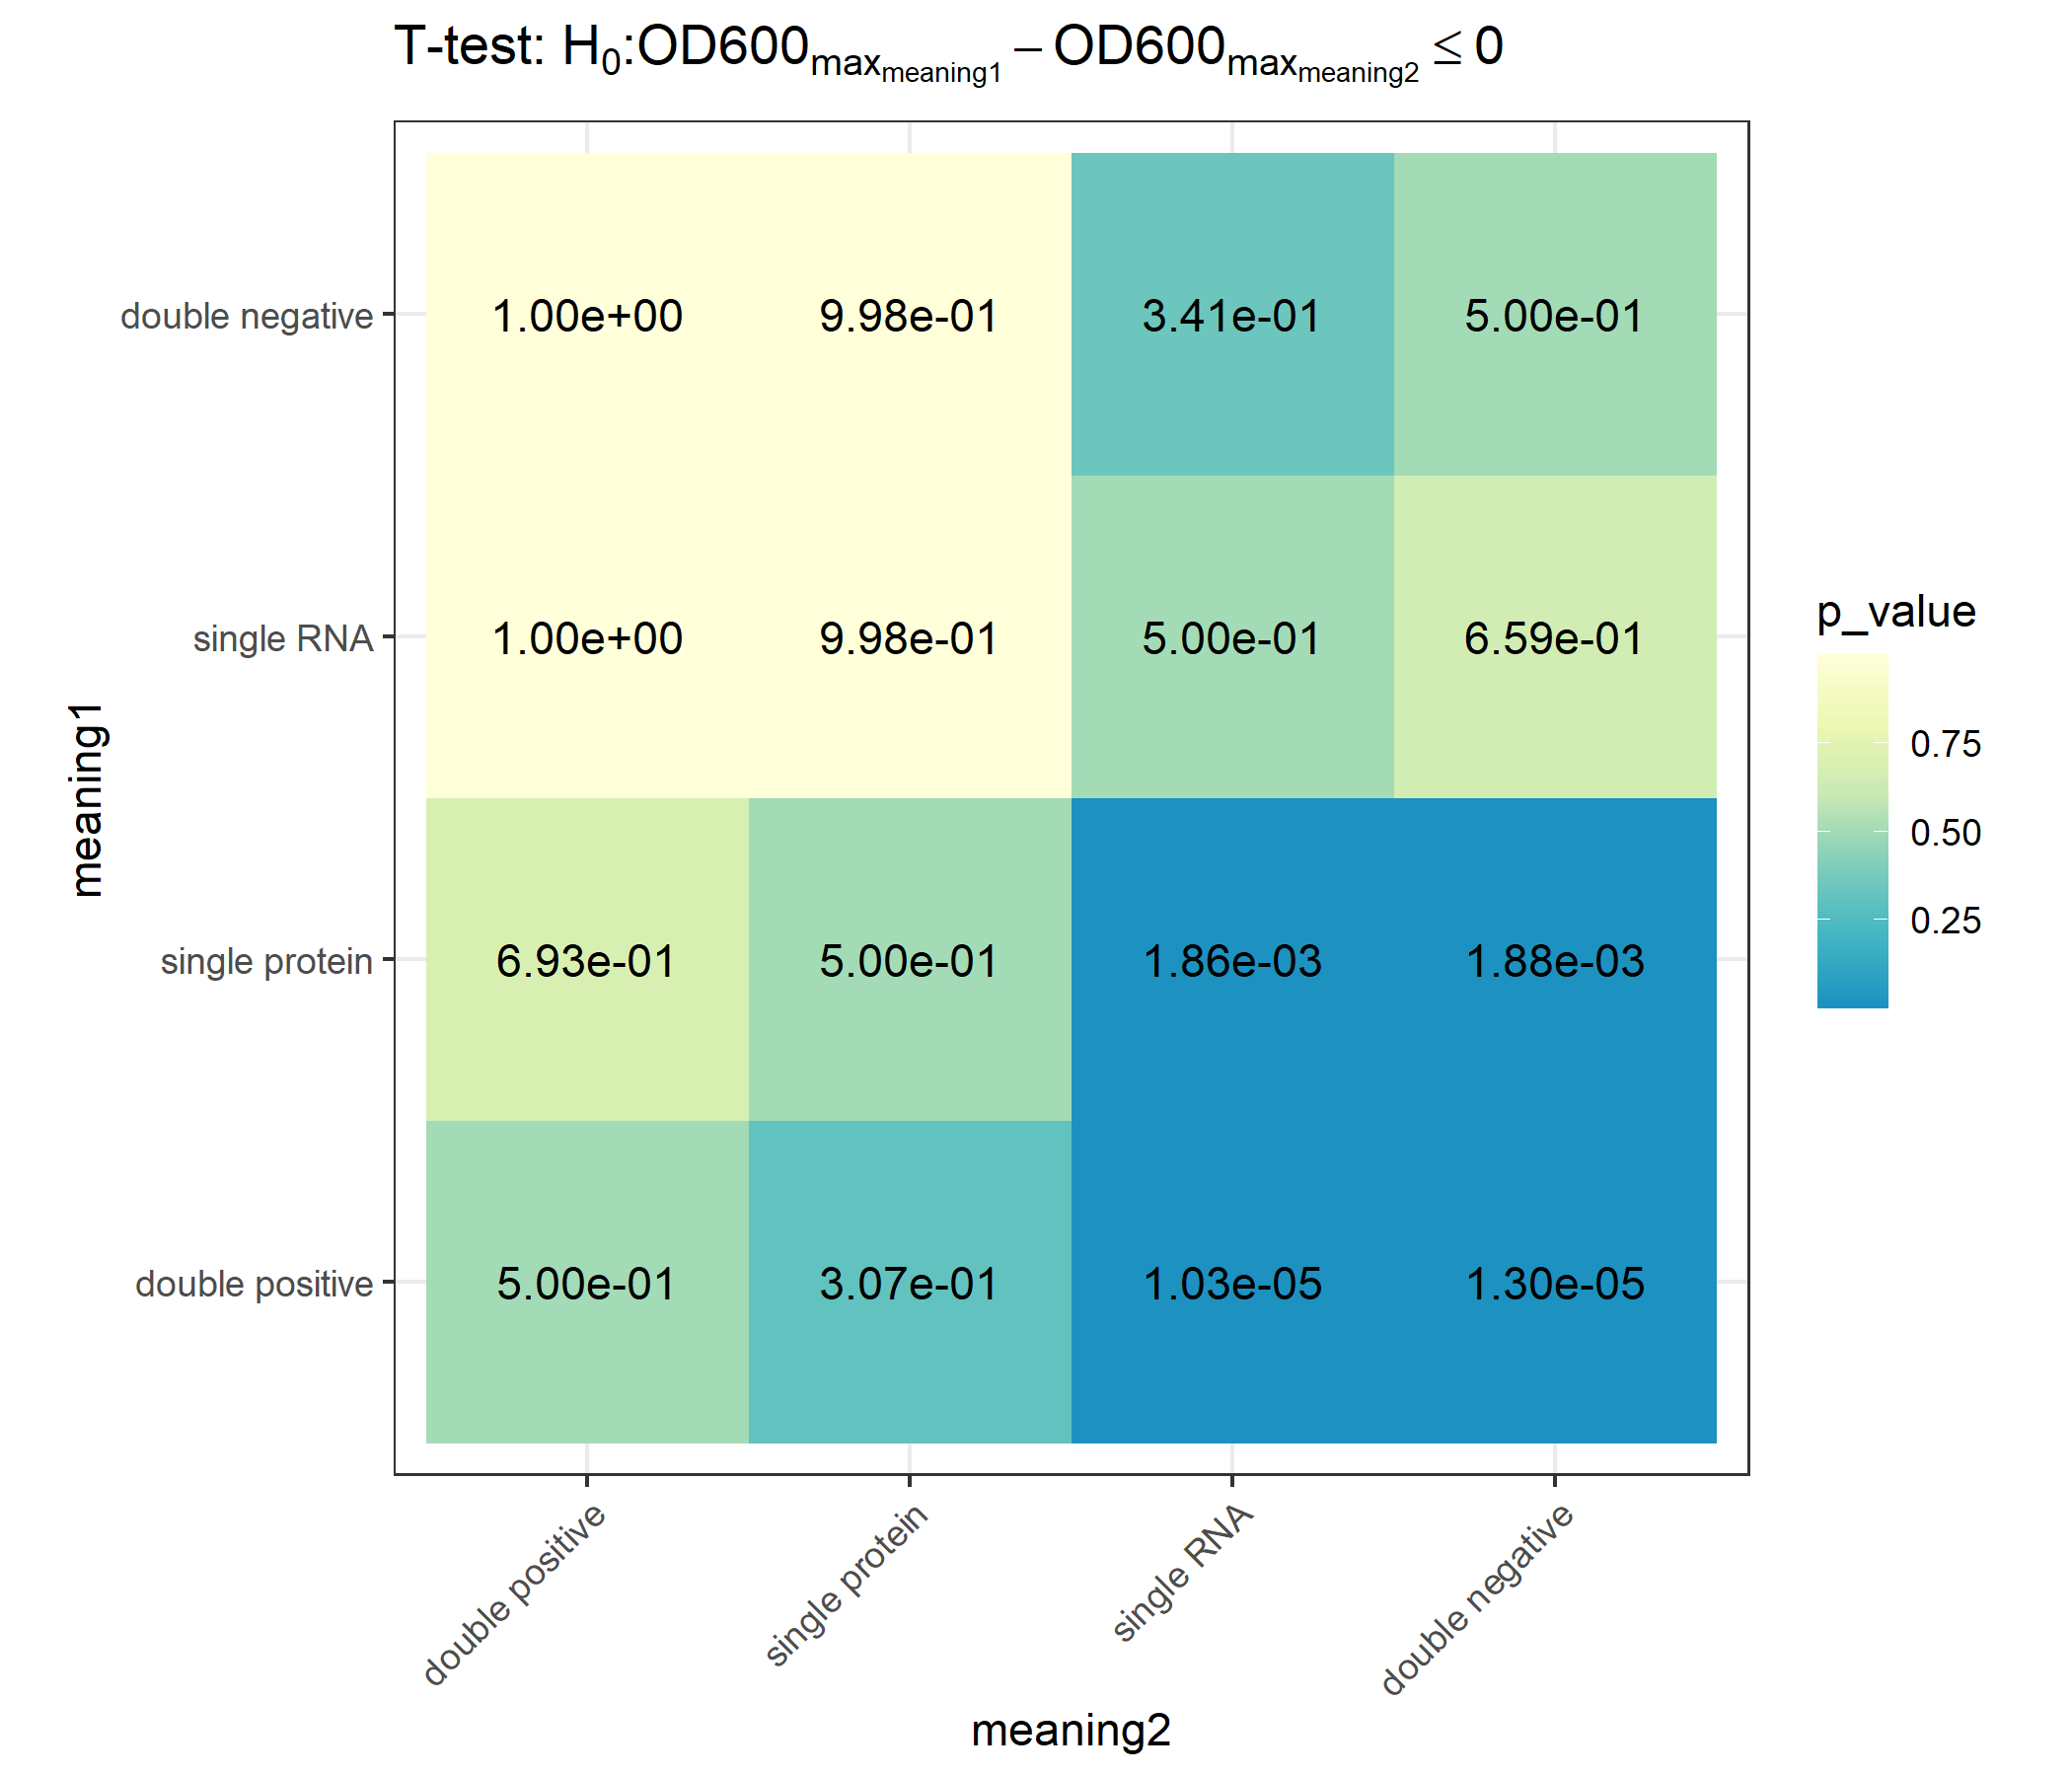 T-test: H0:OD600maxmeaning1 – OD600maxmeaning2 ≤ 0
double negative 1.00e+00 9.98e-01 3.41e-01 5.00e-01
single RNA 1.00e+00 9.98e-01 5.00e-01 6.59e-01
single protein 6.93e-01 5.00e-01 1.86e-03 1.88e-03
double positive 5.00e-01 3.07e-01 1.03e-05 1.30e-05
meaning1
double positive single protein single RNA double negative
meaning2
p_value
0.75
0.50
0.25